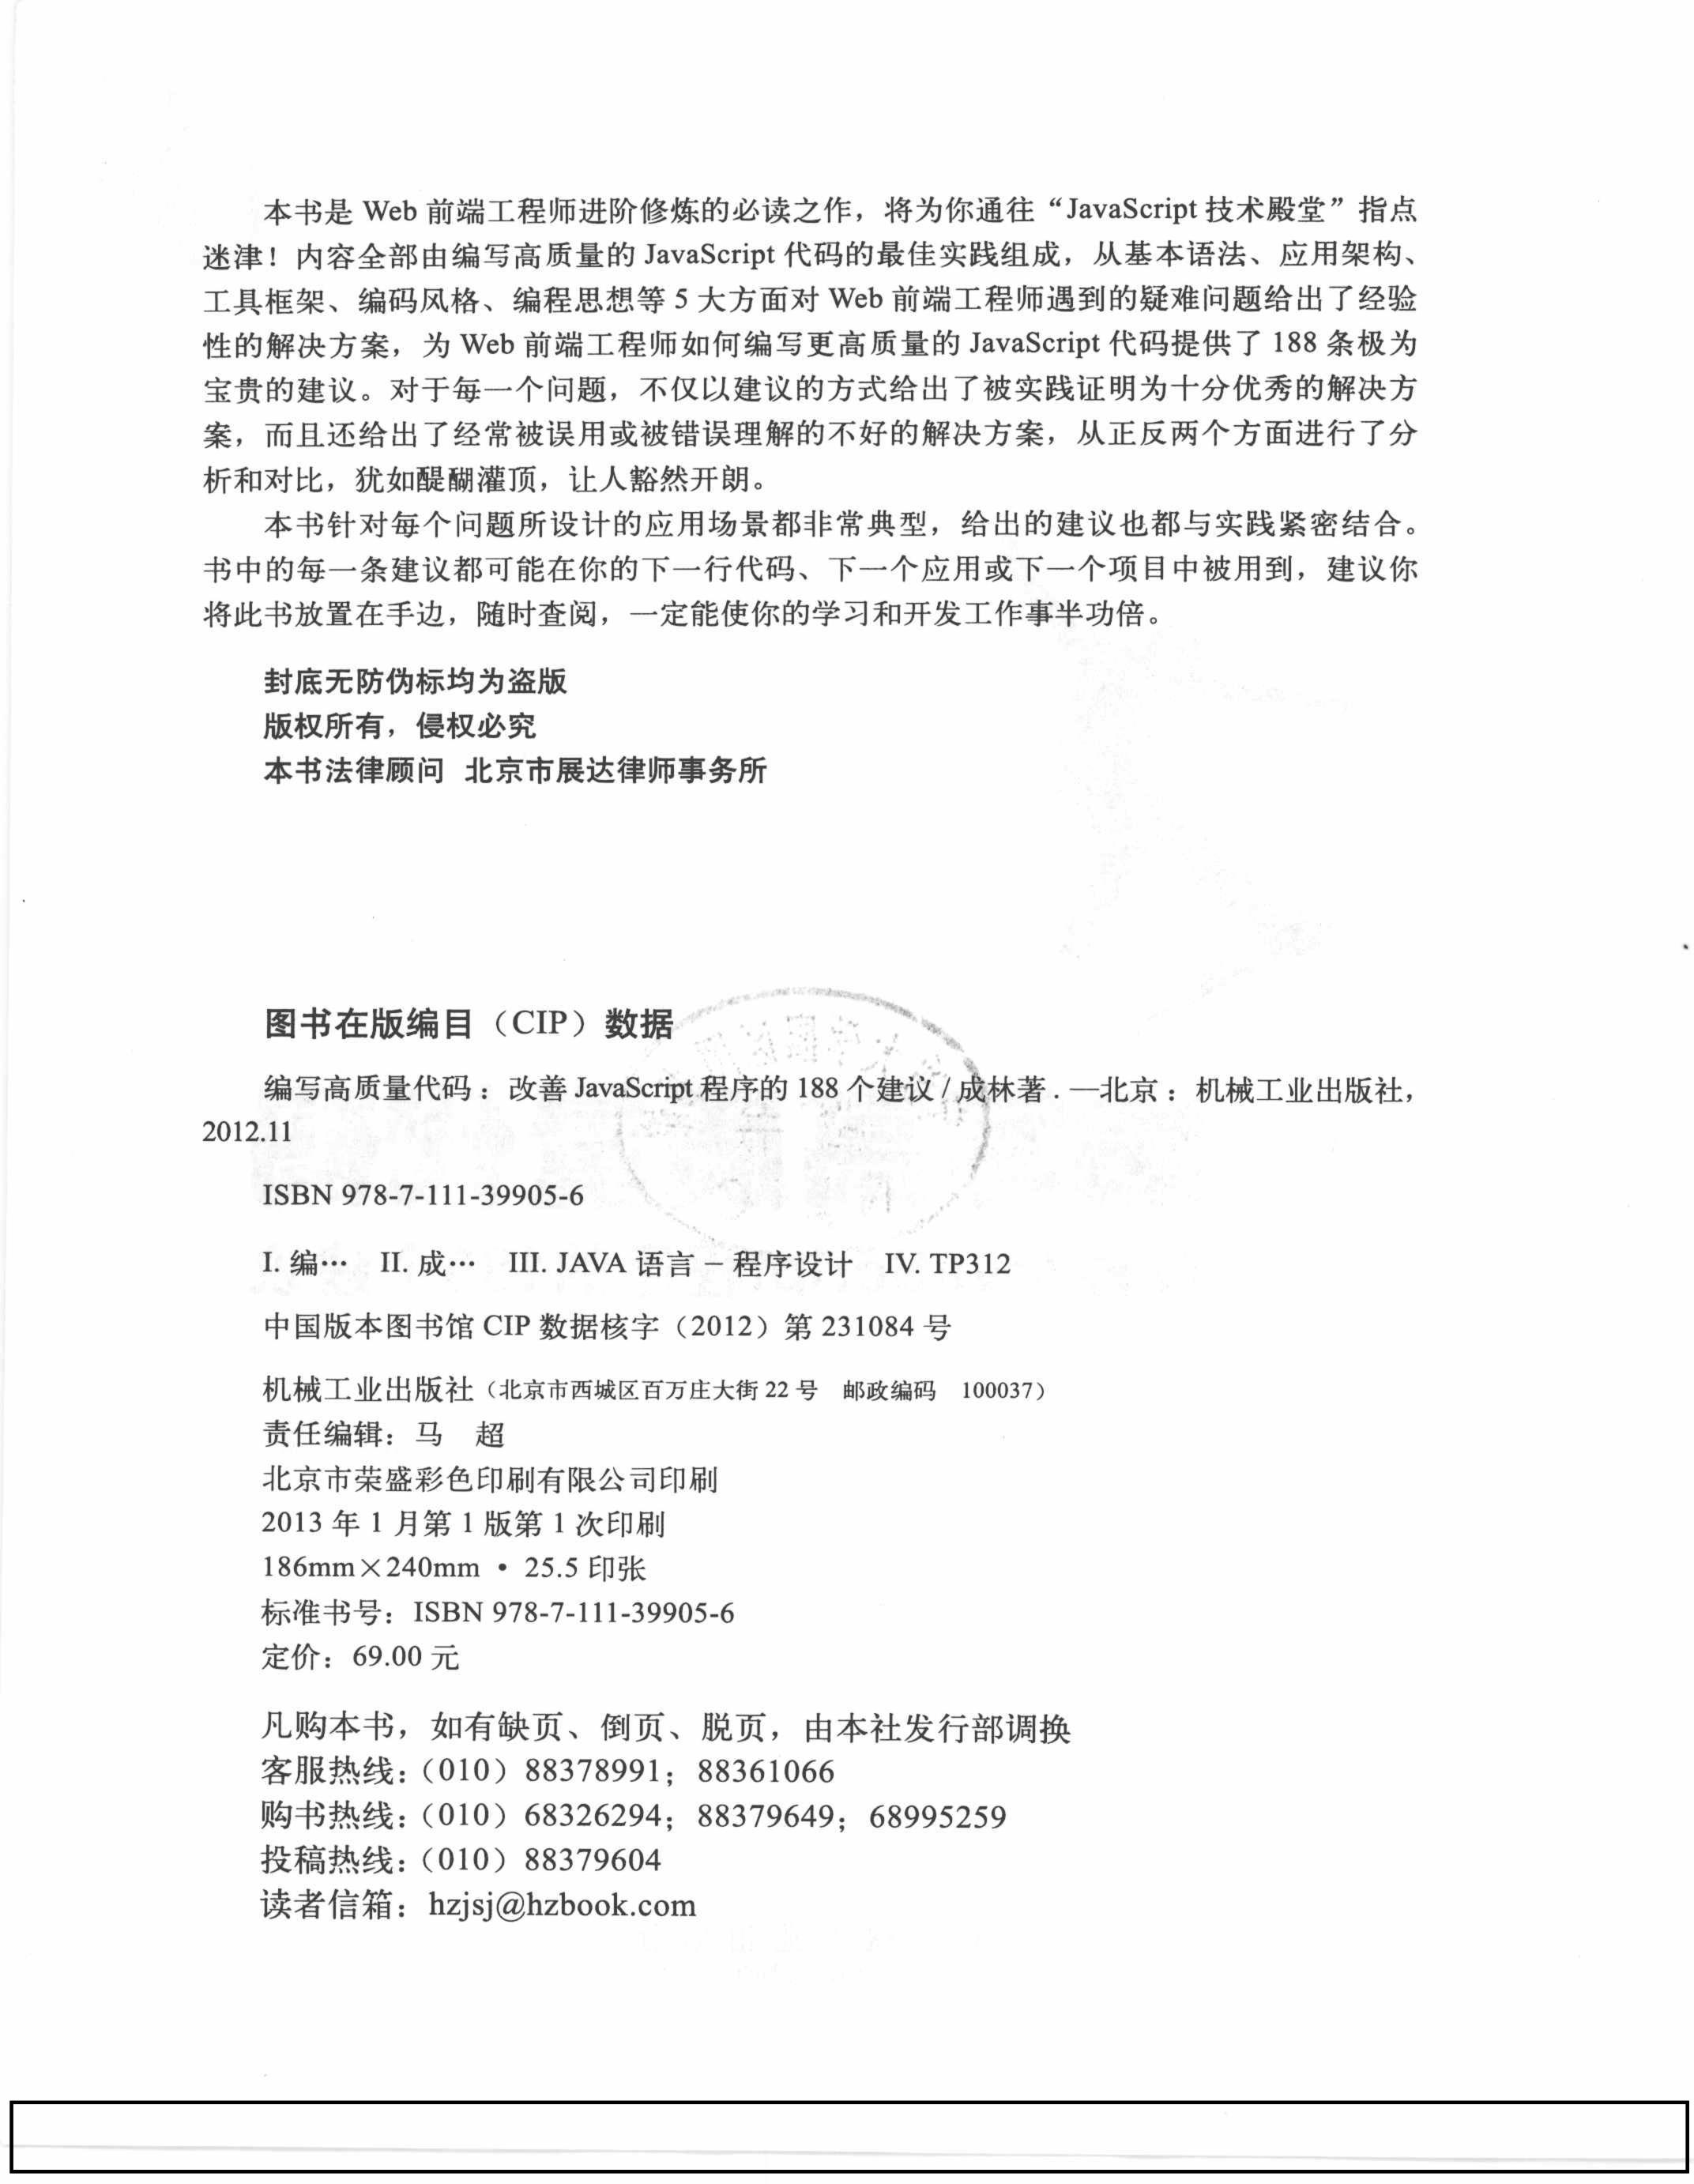 本书是 Web 前端工程师进阶修炼的必读之作，将为你通往“JavaScript 技术殿堂”指点
迷津！内容全部由编写高质量的 JavaScript 代码的最佳实践组成，从基本语法、应用架构、
工具框架、编码风格、编程思想等 5 大方面对 Web 前端工程师遇到的疑难问题给出了经验
性的解决方案，为 Web 前端工程师如何编写更高质量的 JavaScript 代码提供了 188 条极为
宝贵的建议。对于每一个问题，不仅以建议的方式给出了被实践证明为十分优秀的解决方
案，而且还给出了经常被误用或被错误理解的不好的解决方案，从正反两个方面进行了分
析和对比，犹如醍醐灌顶，让人豁然开朗。
本书针对每个问题所设计的应用场景都非常典型，给出的建议也都与实践紧密结合。
书中的每一条建议都可能在你的下一行代码、下一个应用或下一个项目中被用到，建议你
将此书放置在手边，随时查阅，一定能使你的学习和开发工作事半功倍。
封底无防伪标均为盗版
版权所有，侵权必究
本书法律顾问 北京市展达律师事务所
图书在版编目（CIP）数据
编写高质量代码：改善 JavaScript 程序的 188 个建议 / 成林著 . —北京：机械工业出版社，
2012.11
ISBN 978-7-111-39905-6
I. 编… II. 成… III. JAVA 语言－程序设计 IV. TP312
中国版本图书馆 CIP 数据核字（2012）第 231084 号
机械工业出版社（北京市西城区百万庄大街 22 号 邮政编码 100037）
责任编辑：马 超
北京市荣盛彩色印刷有限公司印刷
2013 年 1 月第 1 版第 1 次印刷
186mm×240mm · 25.5 印张
标准书号：ISBN 978-7-111-39905-6
定价：69.00 元
凡购本书，如有缺页、倒页、脱页，由本社发行部调换
客服热线：（010）88378991；88361066
购书热线：（010）68326294；88379649；68995259
投稿热线：（010）88379604
读者信箱：hzjsj@hzbook.com